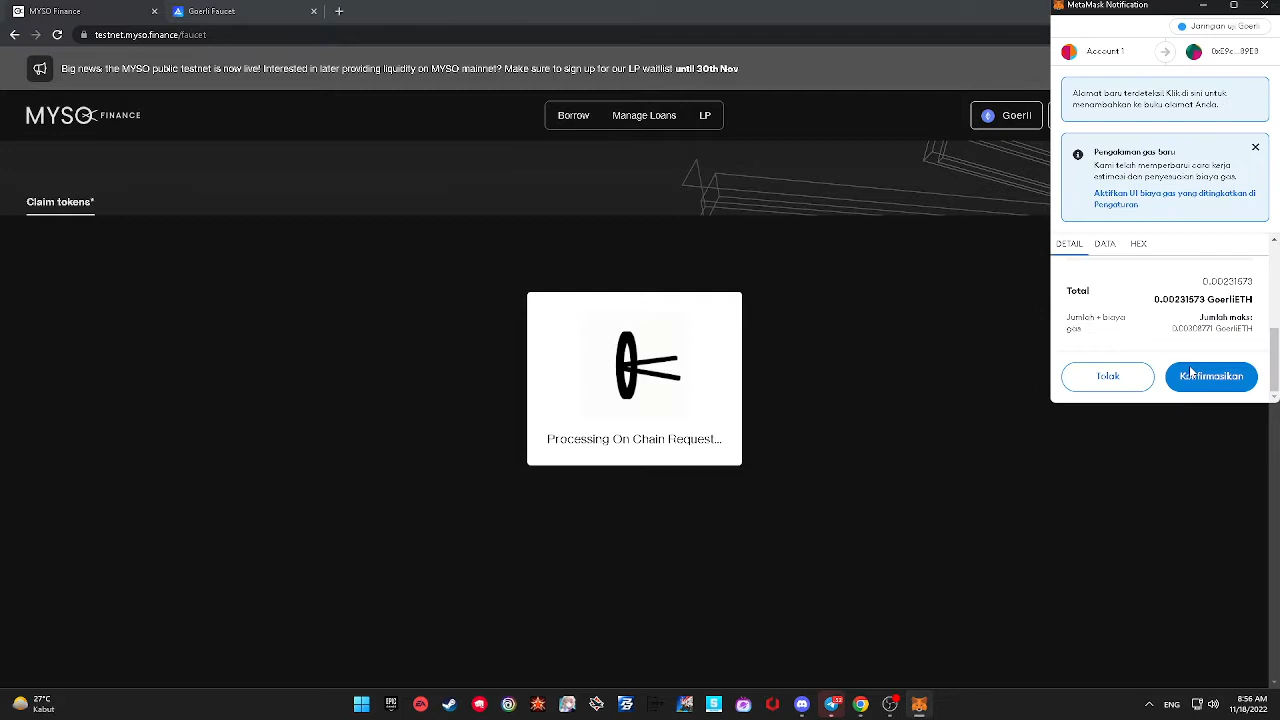 MYSO Finance
Goerli Faucet
MetaMask Notification
testnet.myso.finance/faucet
Jaringan uji Goerli
Account 1
0xE9c...89E8
Big news, the MYSO public testnet is now live! Interested in later providing liquidity on MYSO v1? Make sure to sign up for our LP waitlist until 30th Nov
MYSO FINANCE
Borrow
Manage Loans
LP
Goerli
Alamat baru terdeteksi! Klik di sini untuk
menambahkan ke buku alamat Anda.
Pengalaman gas baru
Kami telah memperbarui cara kerja
estimasi dan penyesuaian biaya gas.
Aktifkan UI biaya gas yang ditingkatkan di
Pengaturan
Claim tokens*
DETAIL
DATA
HEX
0.00231573
Total
0.00231573 GoerliETH
Jumlah + biaya
gas
Jumlah maks:
0.00308771 GoerliETH
Tolak
Konfirmasikan
Processing On Chain Request...
27°C
Kabut
ENG
8:56 AM
11/18/2022